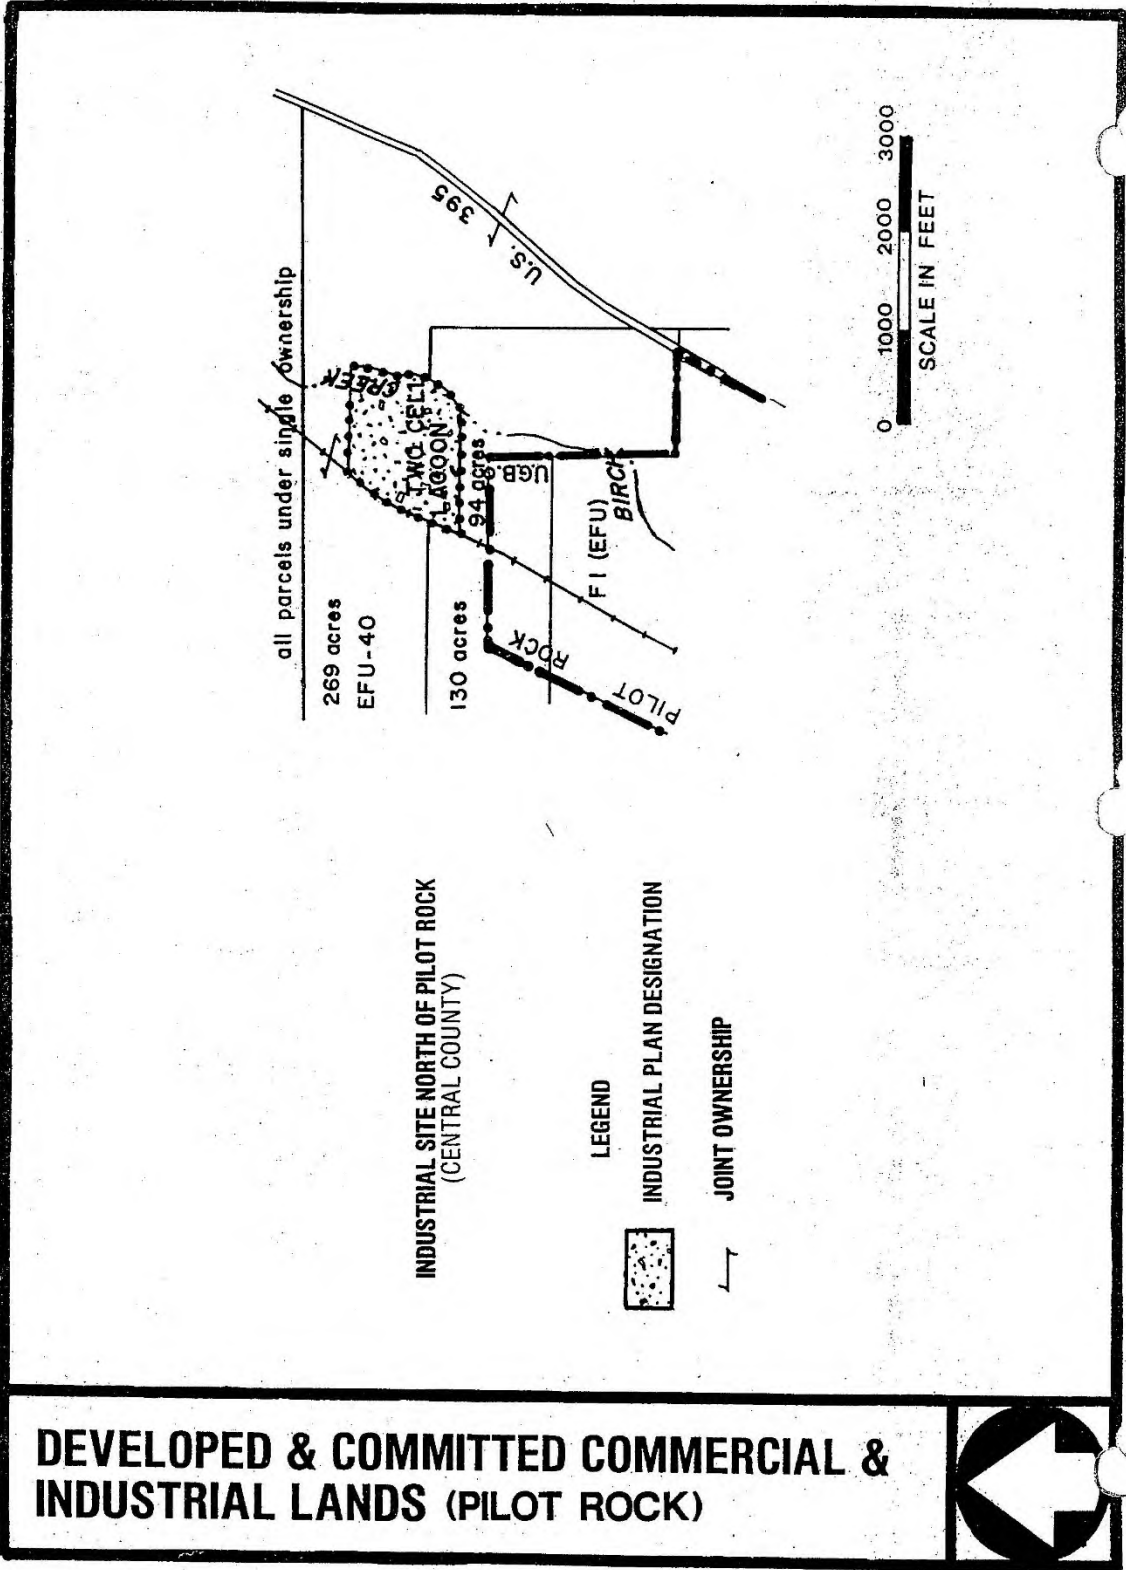 all parcels under single ownership
269 acres
EFU-40
130 acres
CREEK
TWO CELL
LAGOON
94 acres
U.G.B.
F1 (EFU)
BIRCH
PILOT ROCK
U.S. 395
0 1000 2000 3000
SCALE IN FEET
INDUSTRIAL SITE NORTH OF PILOT ROCK
(CENTRAL COUNTY)
LEGEND
INDUSTRIAL PLAN DESIGNATION
JOINT OWNERSHIP
DEVELOPED & COMMITTED COMMERCIAL &
INDUSTRIAL LANDS (PILOT ROCK)